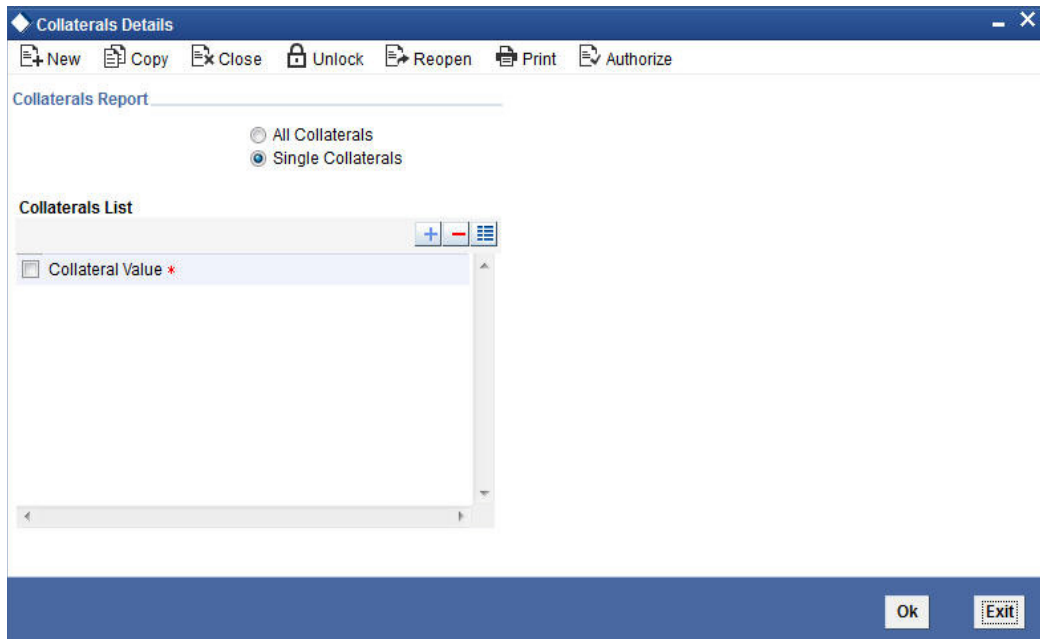 Collaterals Details
New Copy Close Unlock Reopen Print Authorize
Collaterals Report
All Collaterals
Single Collaterals
Collaterals List
Collateral Value *
Ok Exit